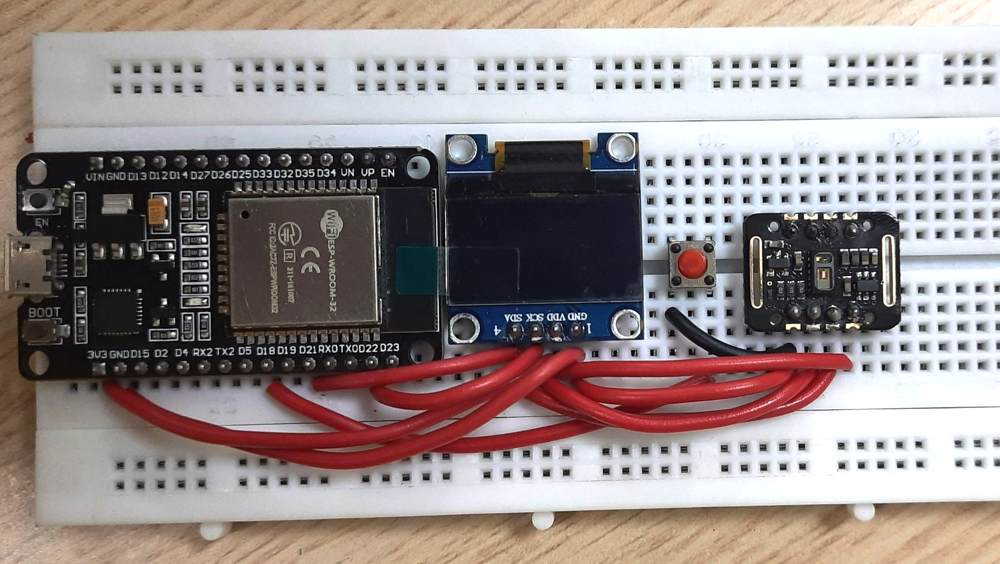 VIN GND D13 D12 D14 D27 D26 D25 D33 D32 D35 D34 VN VP EN
EN
WiFi
ESP-WROOM-32
CE
R
211-161007
FCC ID:2AC7Z-ESPWROOM32
BOOT
3V3 GND D15 D2 D4 RX2 TX2 D5 D18 D19 D21 RX0 TX0 D22 D23
GND VDD SCK SDA
1
4
30
25
20